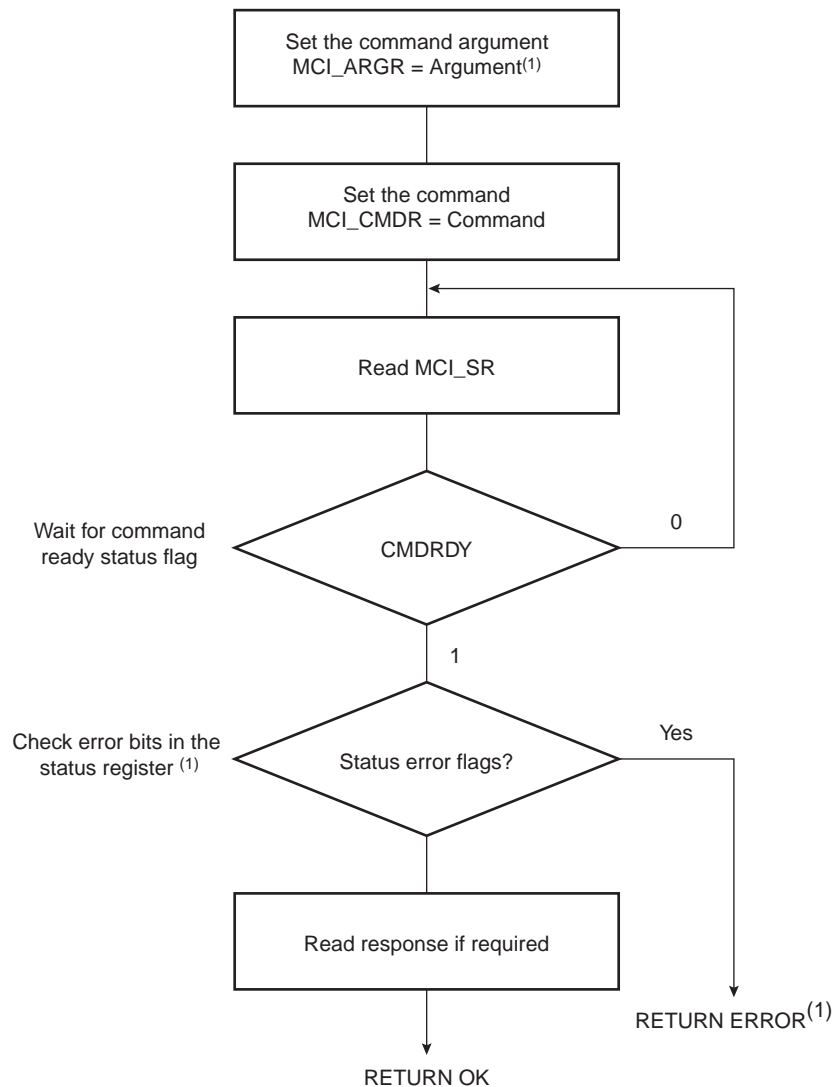 Set the command argument
MCI_ARGR = Argument(1)
Set the command
MCI_CMDR = Command
Read MCI_SR
Wait for command
ready status flag
CMDRDY
0
1
Check error bits in the
status register (1)
Status error flags?
Yes
Read response if required
RETURN ERROR(1)
RETURN OK